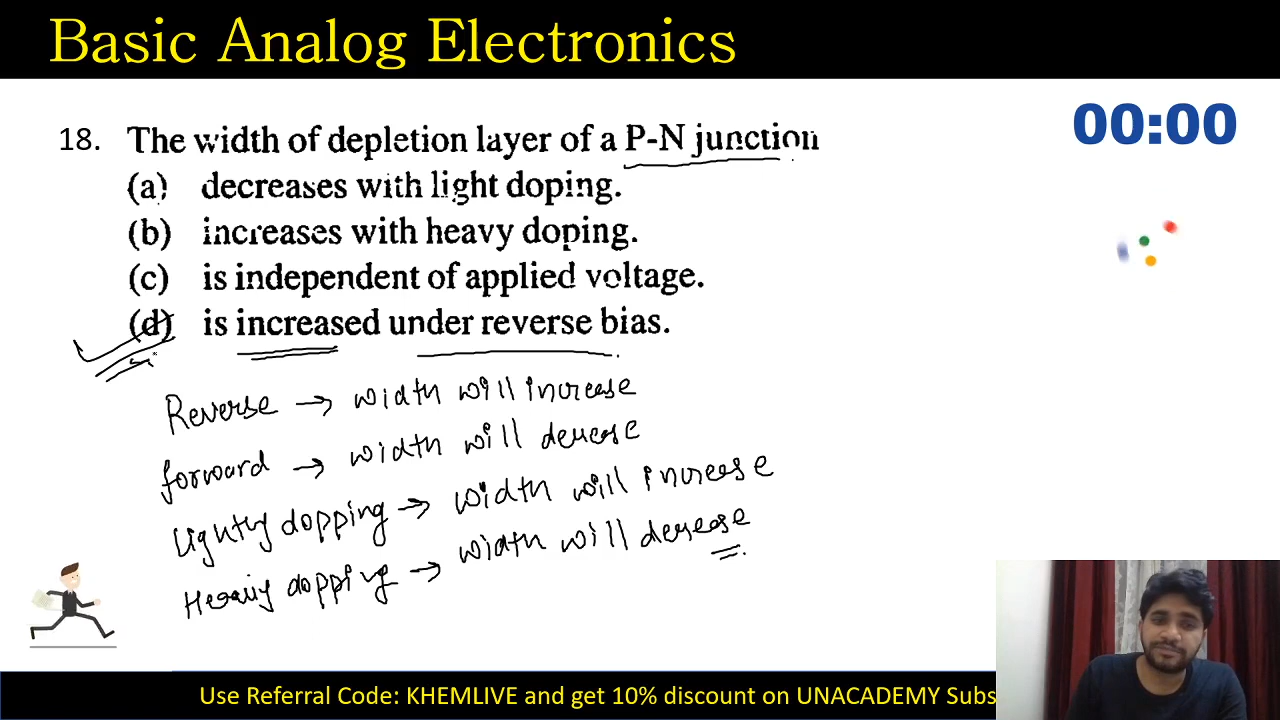 Basic Analog Electronics
00:00
18. The width of depletion layer of a P-N junction
(a) decreases with light doping.
(b) increases with heavy doping.
(c) is independent of applied voltage.
(d) is increased under reverse bias.
Reverse → width will increase
forward → width will decrease
Lightly dopping → width will increase
Heavily dopping → width will decrease
Use Referral Code: KHEMLIVE and get 10% discount on UNACADEMY Subs